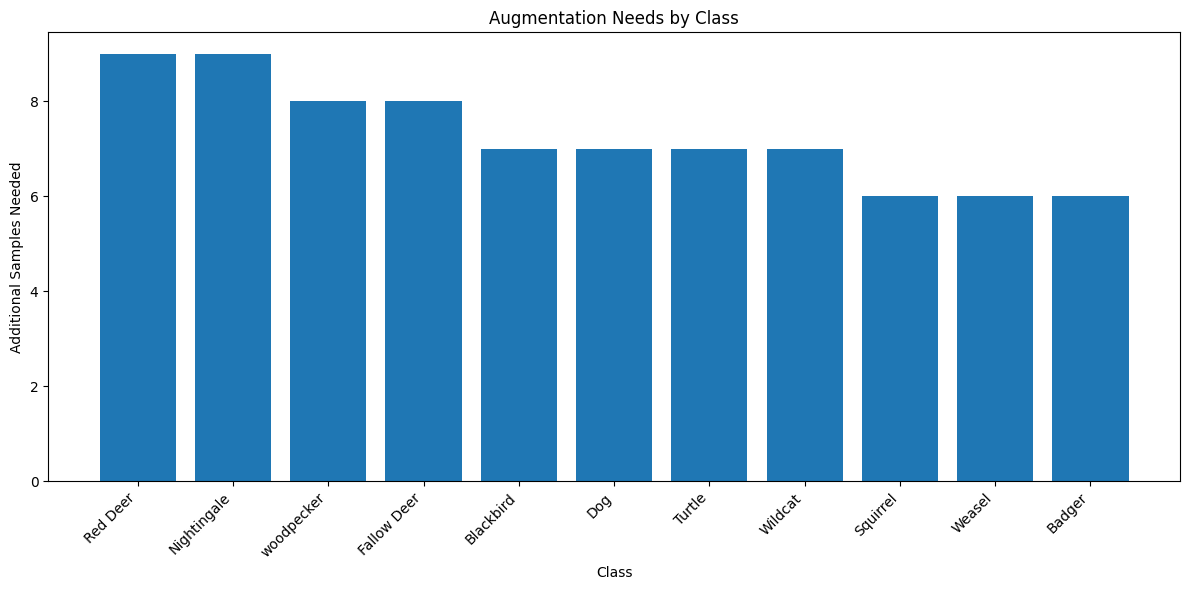 Augmentation Needs by Class
Additional Samples Needed
8
6
4
2
0
Red Deer
Nightingale
woodpecker
Fallow Deer
Blackbird
Dog
Turtle
Wildcat
Squirrel
Weasel
Badger
Class